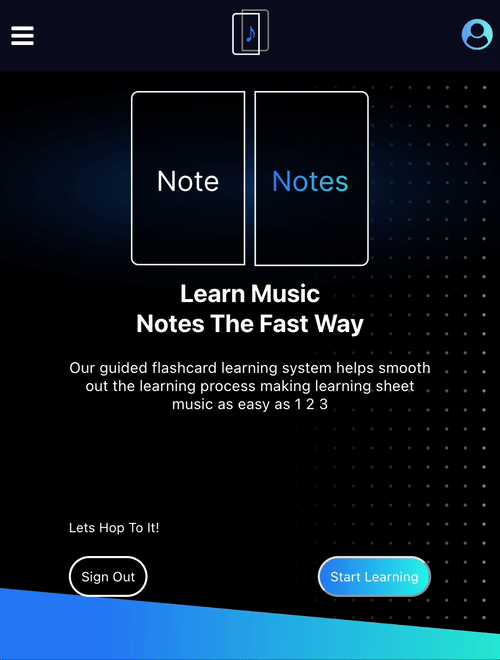 Note
Notes
Learn Music
Notes The Fast Way
Our guided flashcard learning system helps smooth
out the learning process making learning sheet
music as easy as 1 2 3
Lets Hop To It!
Sign Out
Start Learning